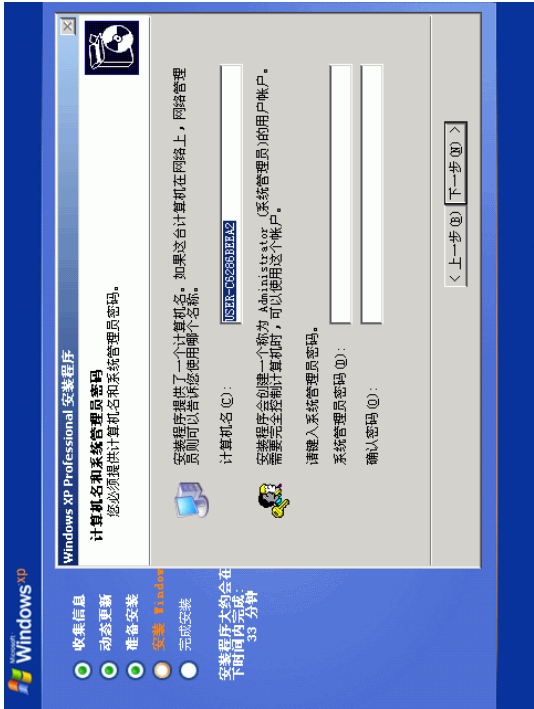 Microsoft
Windows xp
收集信息
动态更新
准备安装
安装 Window
完成安装
安装程序大约会在
下时间内完成:
33 分钟
Windows XP Professional 安装程序
计算机名和系统管理员密码
您必须提供计算机名和系统管理员密码。
安装程序提供了一个计算机名。如果这台计算机在网络上，网络管理
员则可以告诉您使用哪个名称。
计算机名(C):
USER-C6286BEEA2
安装程序会创建一个称为 Administrator (系统管理员)的用户帐户。
需要完全控制计算机时，可以使用这个帐户。
请键入系统管理员密码。
系统管理员密码(D):
确认密码(O):
< 上一步(B)
下一步(N) >